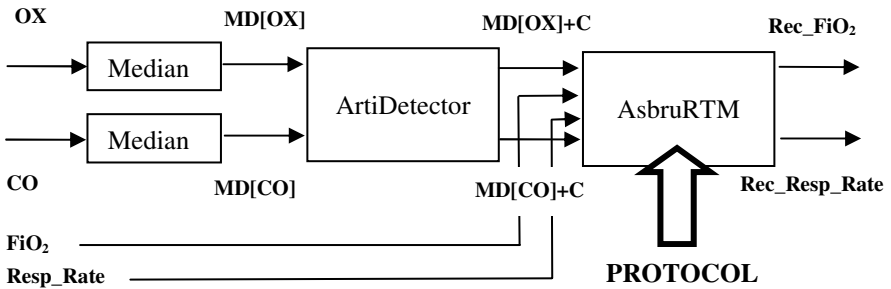 OX
MD[OX]
MD[OX]+C
Rec_FiO₂
Median
ArtiDetector
AsbruRTM
Median
CO
MD[CO]
MD[CO]+C
Rec_Resp_Rate
FiO₂
Resp_Rate
PROTOCOL